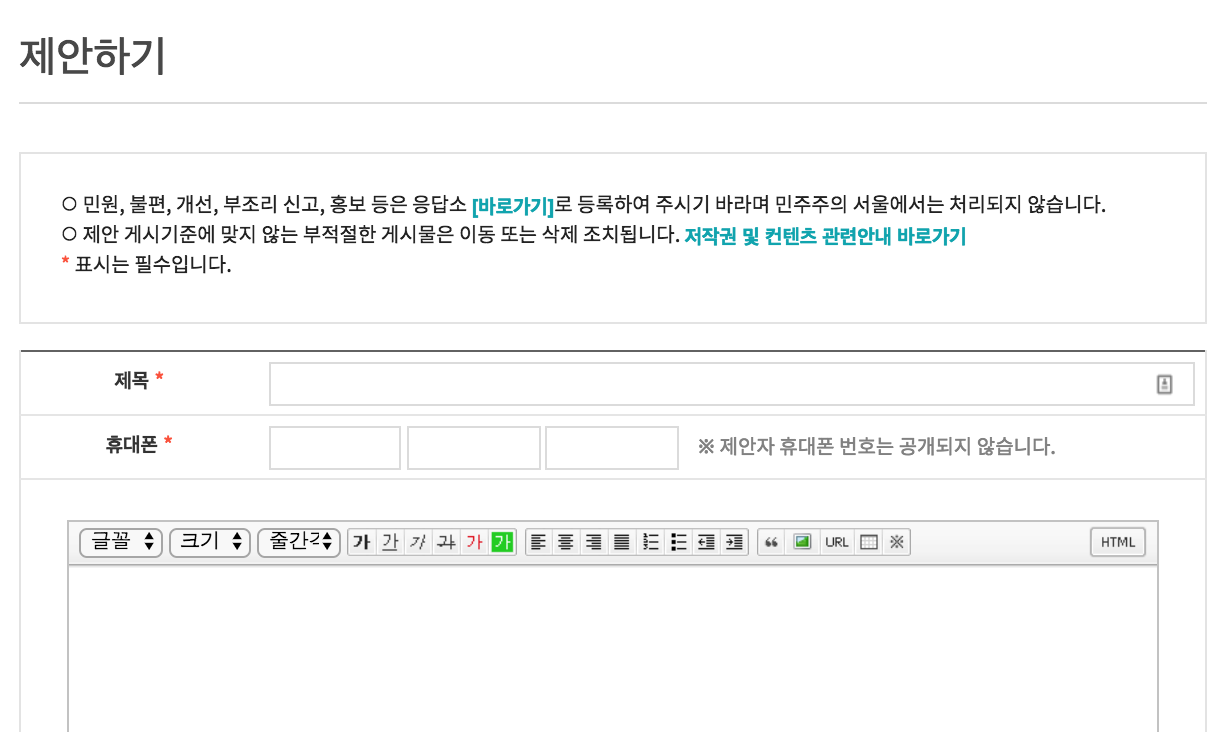 제안하기
○ 민원, 불편, 개선, 부조리 신고, 홍보 등은 응답소 [바로가기]로 등록하여 주시기 바라며 민주주의 서울에서는 처리되지 않습니다.
○ 제안 게시기준에 맞지 않는 부적절한 게시물은 이동 또는 삭제 조치됩니다. 저작권 및 컨텐츠 관련안내 바로가기
* 표시는 필수입니다.
제목 *
휴대폰 * ※ 제안자 휴대폰 번호는 공개되지 않습니다.
글꼴 크기 줄간격 가 가 가 가 가 가 URL ※ HTML